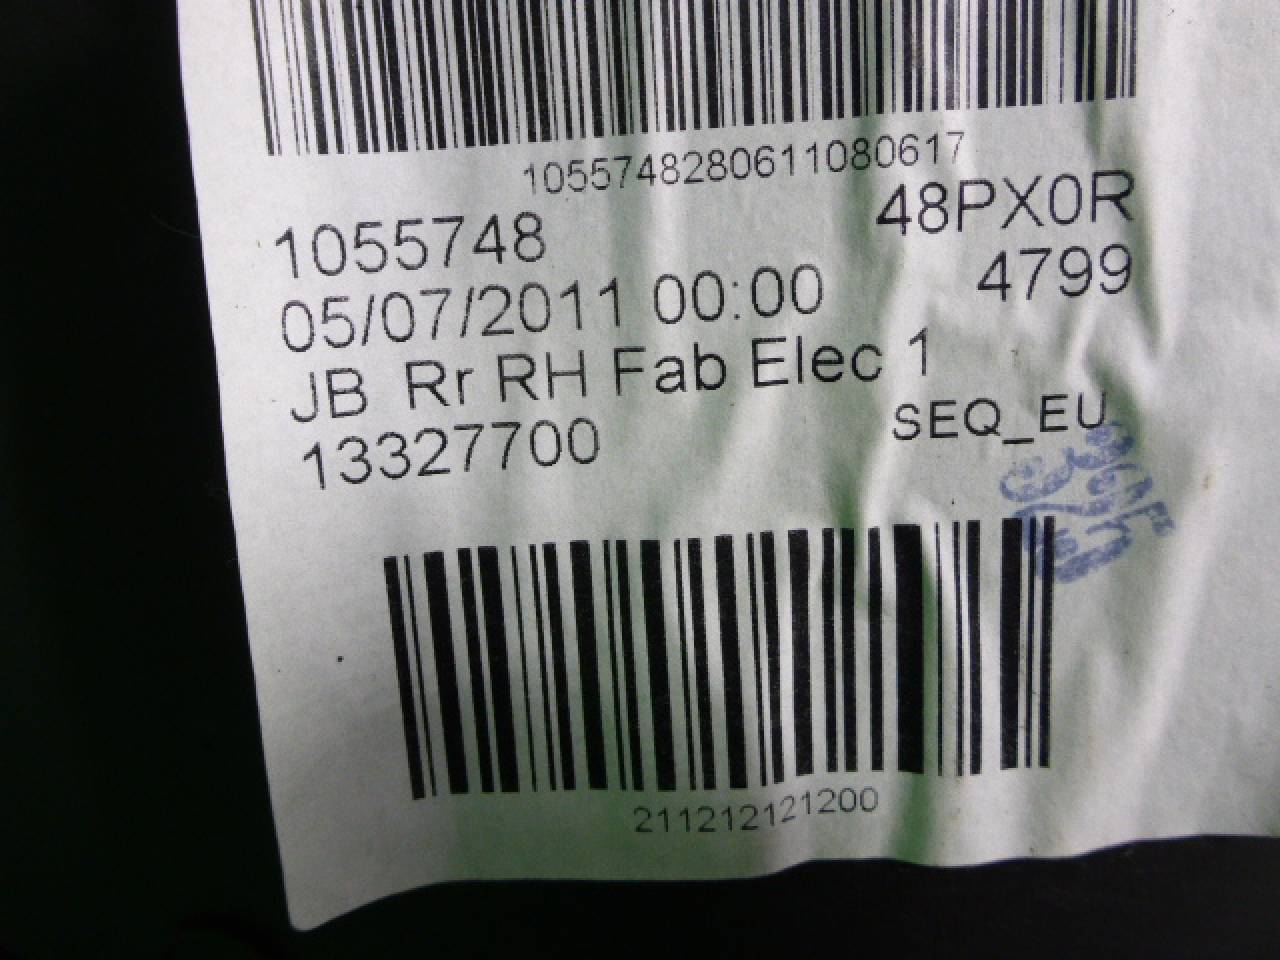 1055748280611080617
1055748 48PX0R
05/07/2011 00:00 4799
JB Rr RH Fab Elec 1
13327700 SEQ_EU
211212121200